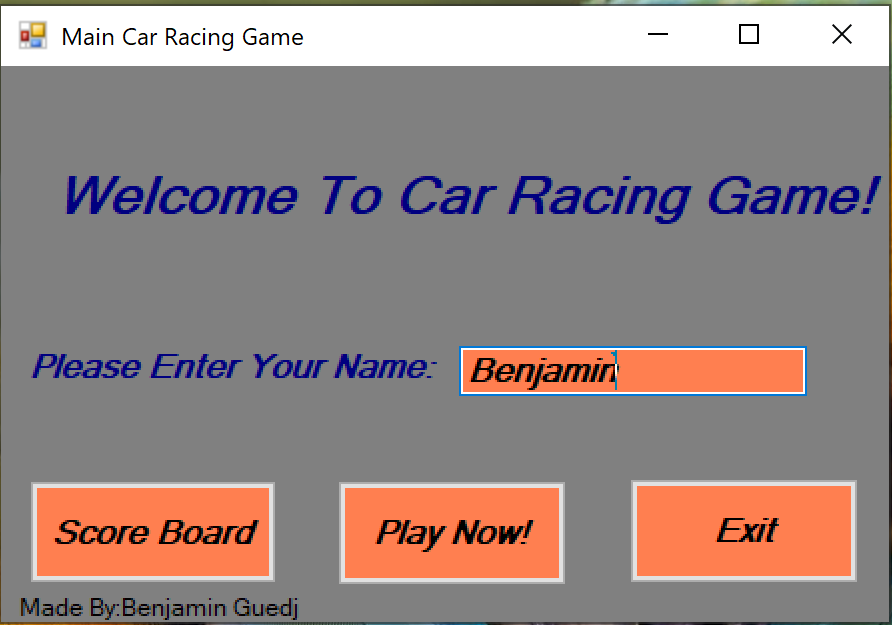 Main Car Racing Game
Welcome To Car Racing Game!
Please Enter Your Name: Benjamin
Score Board Play Now! Exit
Made By:Benjamin Guedj